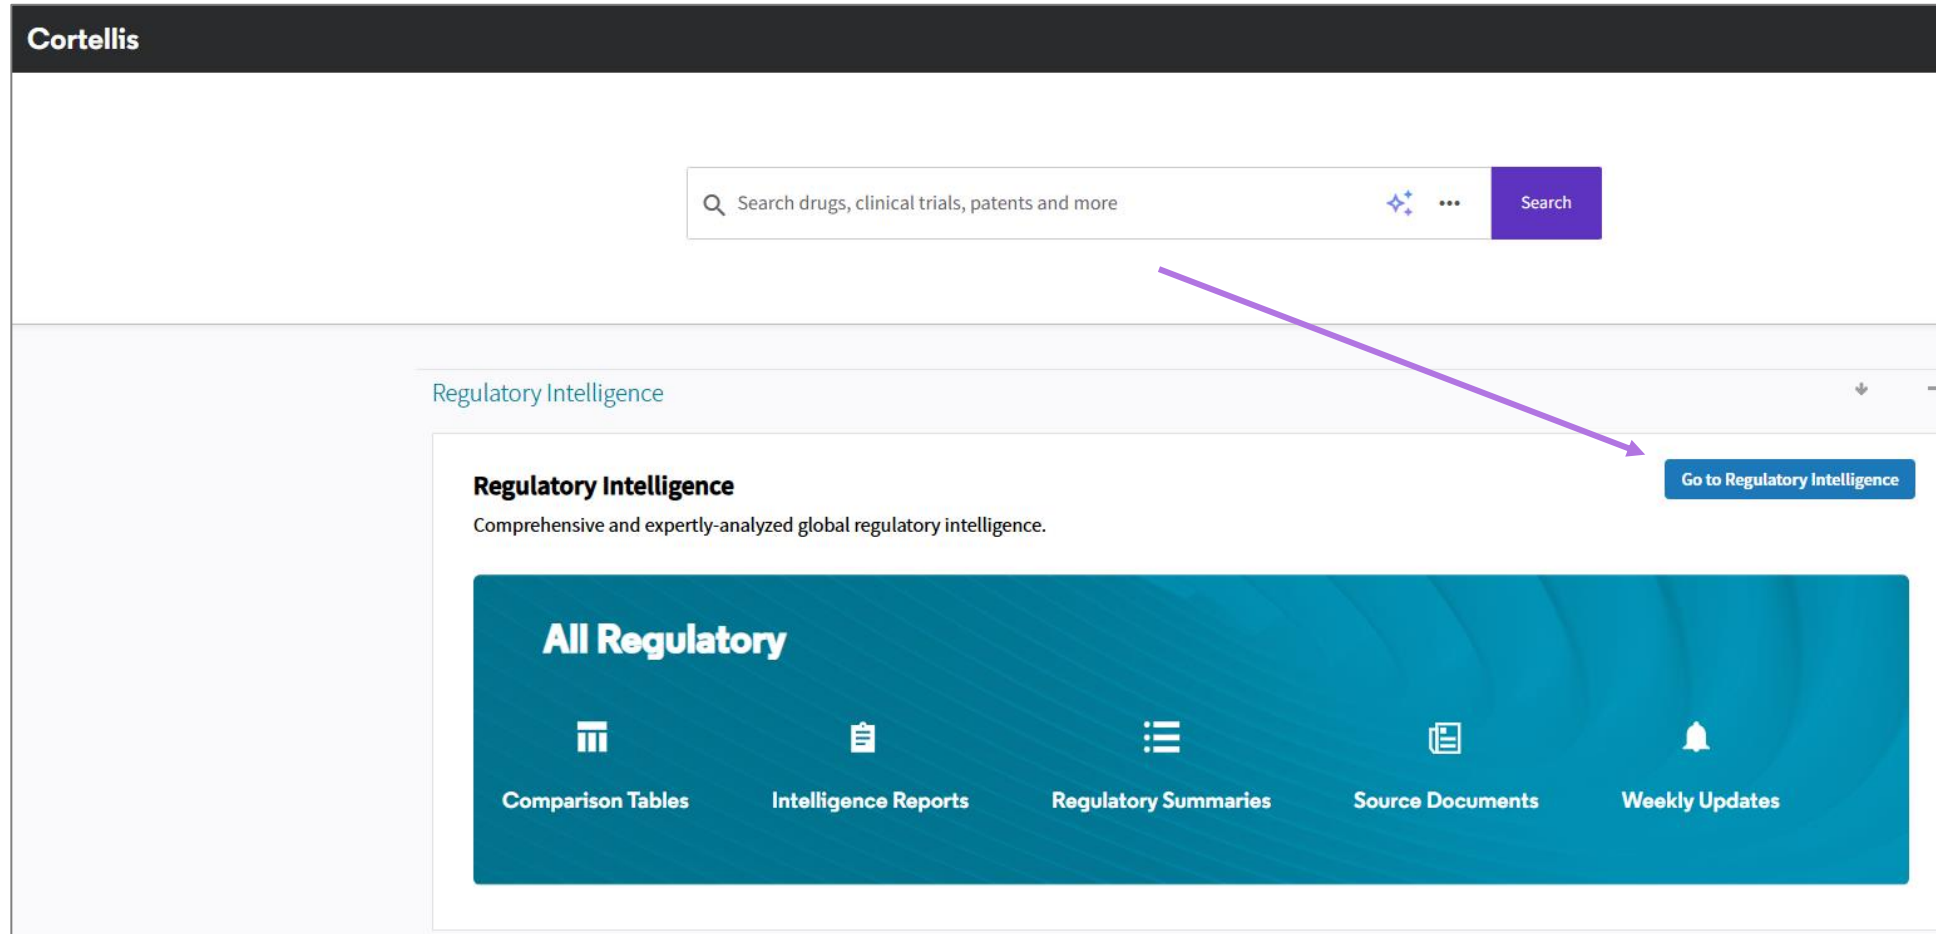 Cortellis
Search drugs, clinical trials, patents and more
Search
Regulatory Intelligence
Regulatory Intelligence
Go to Regulatory Intelligence
Comprehensive and expertly-analyzed global regulatory intelligence.
All Regulatory
Comparison Tables
Intelligence Reports
Regulatory Summaries
Source Documents
Weekly Updates